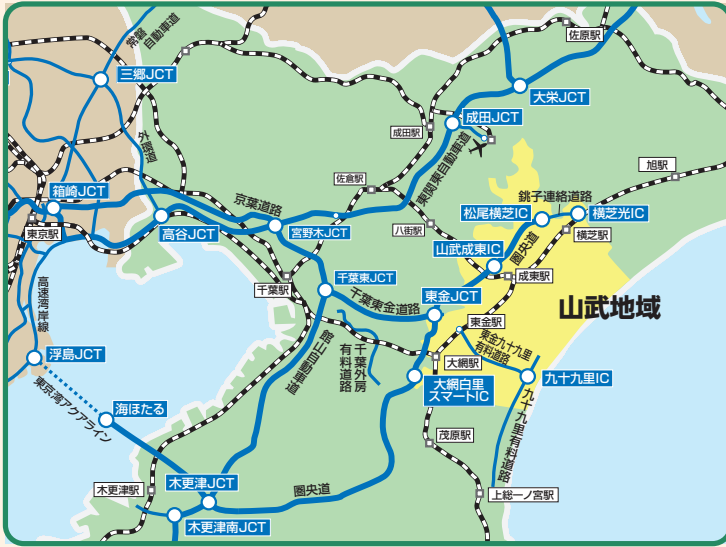 常磐
自動車道
三郷JCT
佐原駅
大栄JCT
成田JCT
成田駅
外環道
東関東自動車道
旭駅
箱崎JCT
京葉道路
佐倉駅
銚子連絡道路
松尾横芝IC
横芝光IC
東京駅
高谷JCT
宮野木JCT
八街駅
圏央道
横芝駅
山武成東IC
千葉東JCT
成東駅
高速湾岸線
千葉駅
千葉東金道路
東金JCT
山武地域
東金駅
浮島JCT
館山自動車道
千葉外房
有料道路
東金九十九里
有料道路
大網駅
九十九里IC
大網白里
スマートIC
東京湾アクアライン
海ほたる
九十九里有料道路
茂原駅
木更津駅
木更津JCT
圏央道
上総一ノ宮駅
木更津南JCT